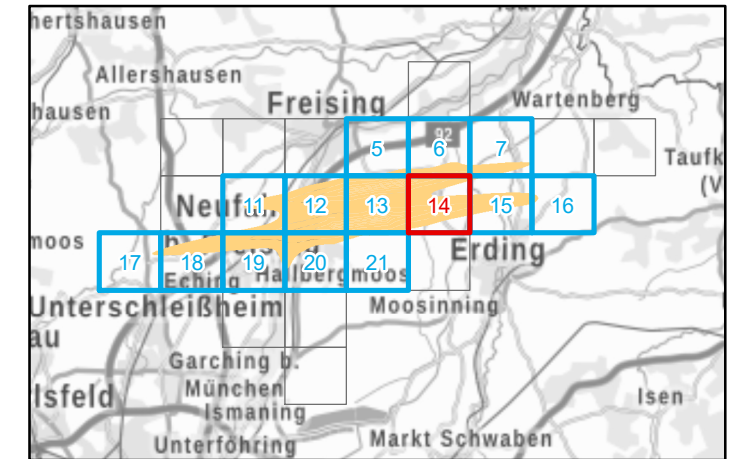 hertshausen
Allershausen
hausen
Freising
Wartenberg
92
5
6
7
Taufk
(V
Neufah
11
12
13
14
15
16
moos
17
18
19
20
21
Erding
Eching
Hallbergmoos
Unterschleißheim
Moosinning
au
Garching b.
München
lsfeld
Ismaning
Isen
Unterföhring
Markt Schwaben